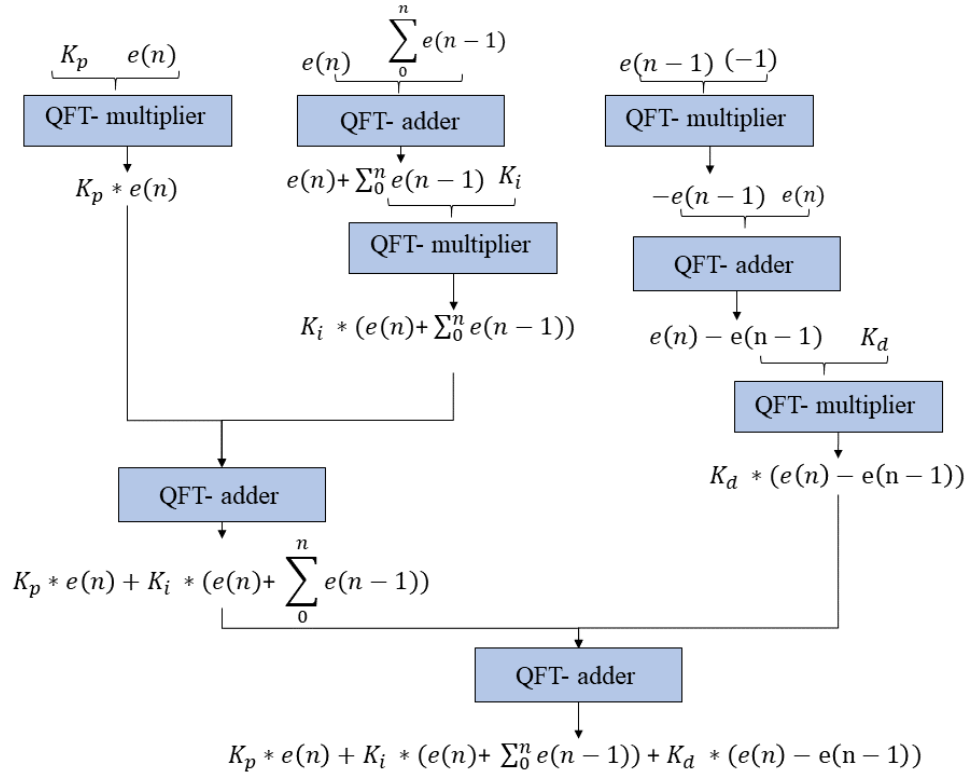 K_p e(n)
e(n) \sum_0^n e(n − 1)
e(n − 1) (−1)
QFT- multiplier
QFT- adder
QFT- multiplier
K_p ∗ e(n)
e(n)+ ∑_0^n e(n − 1) K_i
−e(n − 1) e(n)
QFT- multiplier
QFT- adder
K_i ∗ (e(n)+ ∑_0^n e(n − 1))
e(n) − e(n − 1) K_d
QFT- multiplier
QFT- adder
K_d ∗ (e(n) − e(n − 1))
K_p ∗ e(n) + K_i ∗ (e(n)+ ∑_0^n e(n − 1))
QFT- adder
K_p ∗ e(n) + K_i ∗ (e(n)+ ∑_0^n e(n − 1)) + K_d ∗ (e(n) − e(n − 1))